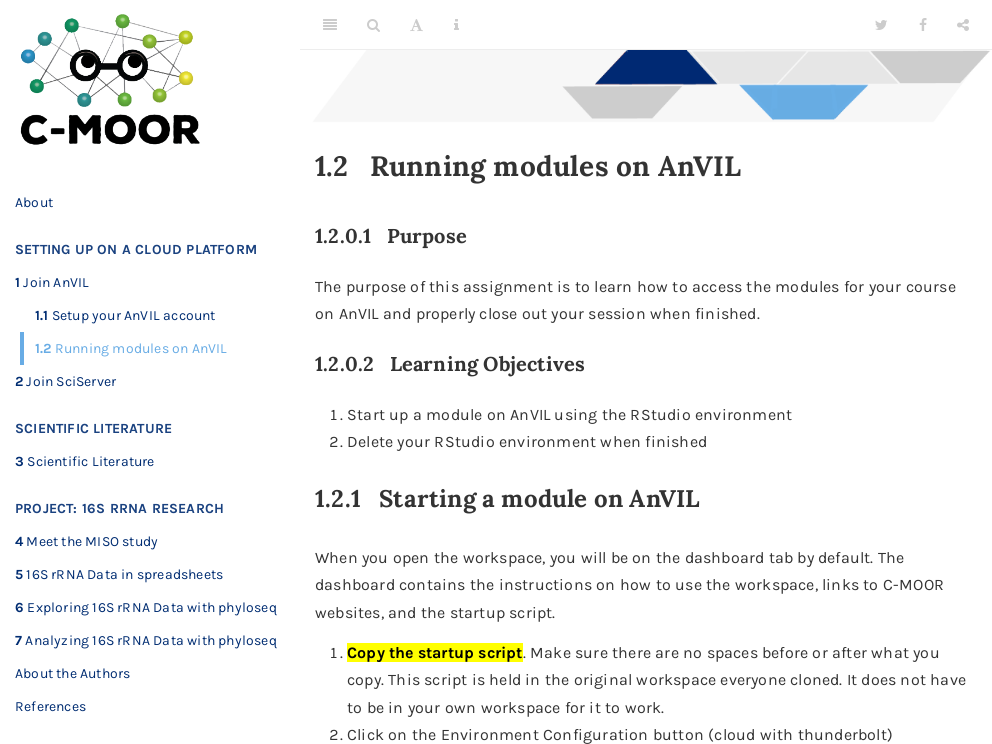 C-MOOR
About
SETTING UP ON A CLOUD PLATFORM
1 Join AnVIL
1.1 Setup your AnVIL account
1.2 Running modules on AnVIL
2 Join SciServer
SCIENTIFIC LITERATURE
3 Scientific Literature
PROJECT: 16S RRNA RESEARCH
4 Meet the MISO study
5 16S rRNA Data in spreadsheets
6 Exploring 16S rRNA Data with phyloseq
7 Analyzing 16S rRNA Data with phyloseq
About the Authors
References
1.2 Running modules on AnVIL
1.2.0.1 Purpose
The purpose of this assignment is to learn how to access the modules for your course
on AnVIL and properly close out your session when finished.
1.2.0.2 Learning Objectives
1. Start up a module on AnVIL using the RStudio environment
2. Delete your RStudio environment when finished
1.2.1 Starting a module on AnVIL
When you open the workspace, you will be on the dashboard tab by default. The
dashboard contains the instructions on how to use the workspace, links to C-MOOR
websites, and the startup script.
1. Copy the startup script. Make sure there are no spaces before or after what you
copy. This script is held in the original workspace everyone cloned. It does not have
to be in your own workspace for it to work.
2. Click on the Environment Configuration button (cloud with thunderbolt)